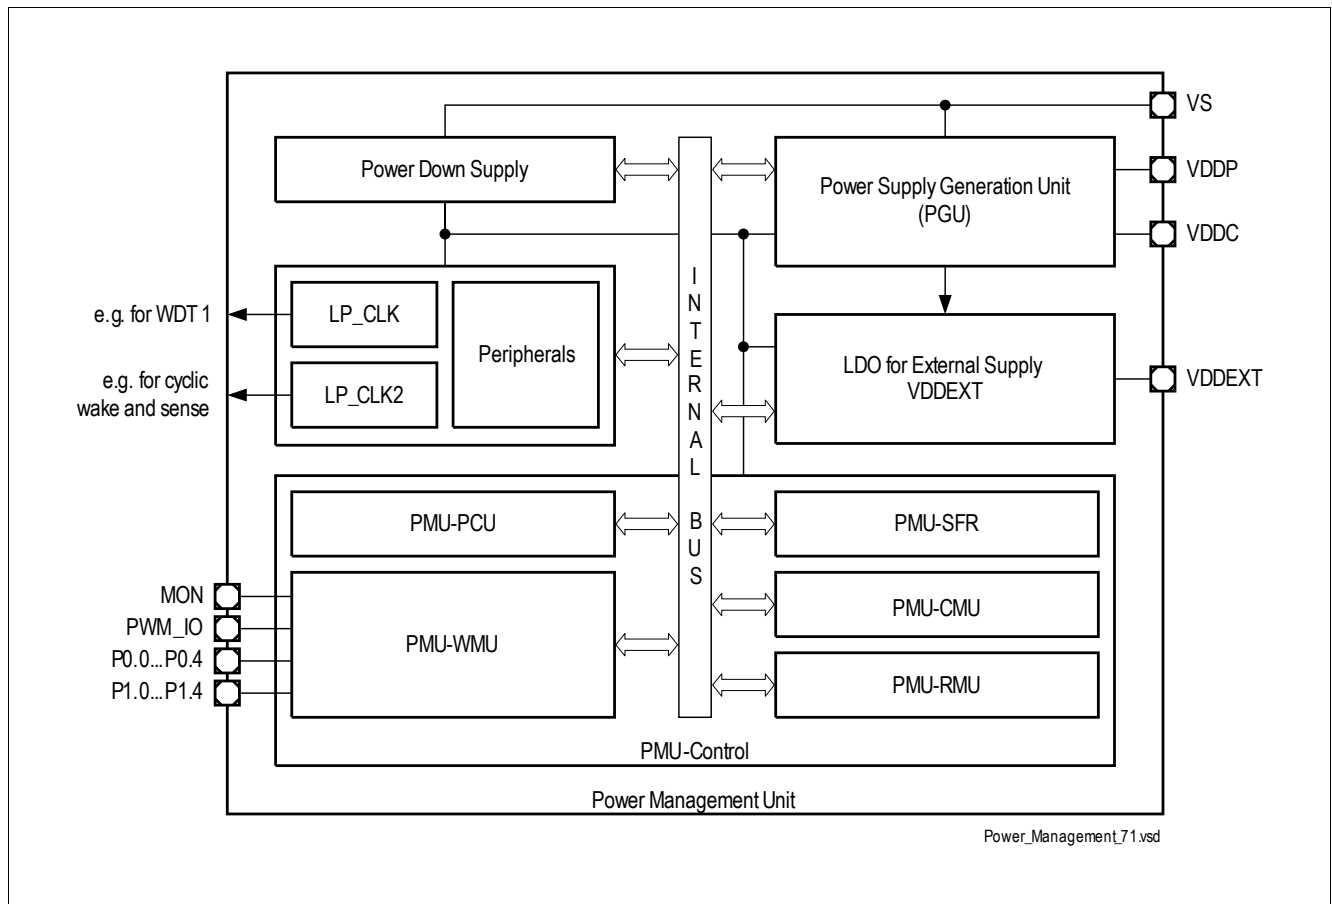 VS
Power Down Supply
Power Supply Generation Unit
(PGU)
VDDP
VDDC
INTERNAL BUS
e.g. for WDT 1
LP_CLK
Peripherals
LDO for External Supply
VDDEXT
VDDEXT
e.g. for cyclic
wake and sense
LP_CLK2
PMU-PCU
PMU-SFR
MON
PWM_IO
P0.0...P0.4
P1.0...P1.4
PMU-WMU
PMU-CMU
PMU-RMU
PMU-Control
Power Management Unit
Power_Management_71.vsd